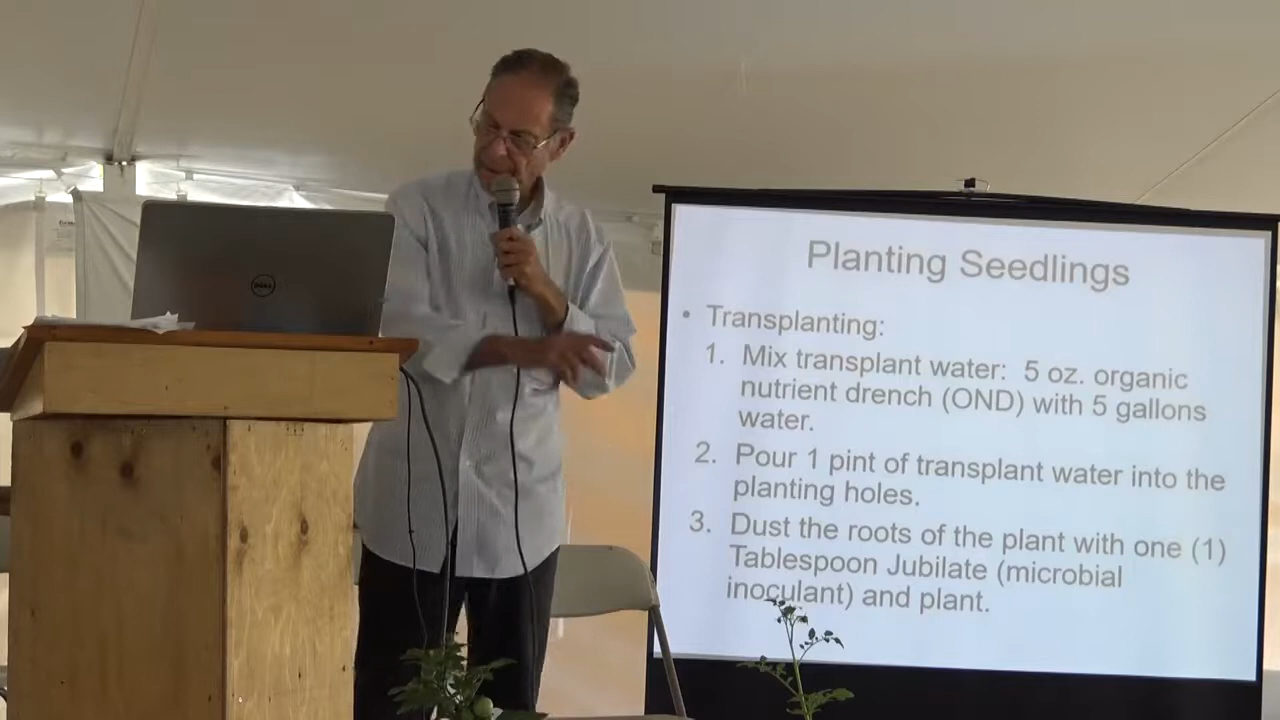 DELL
Planting Seedlings
• Transplanting:
1. Mix transplant water: 5 oz. organic
nutrient drench (OND) with 5 gallons
water.
2. Pour 1 pint of transplant water into the
planting holes.
3. Dust the roots of the plant with one (1)
Tablespoon Jubilate (microbial
inoculant) and plant.